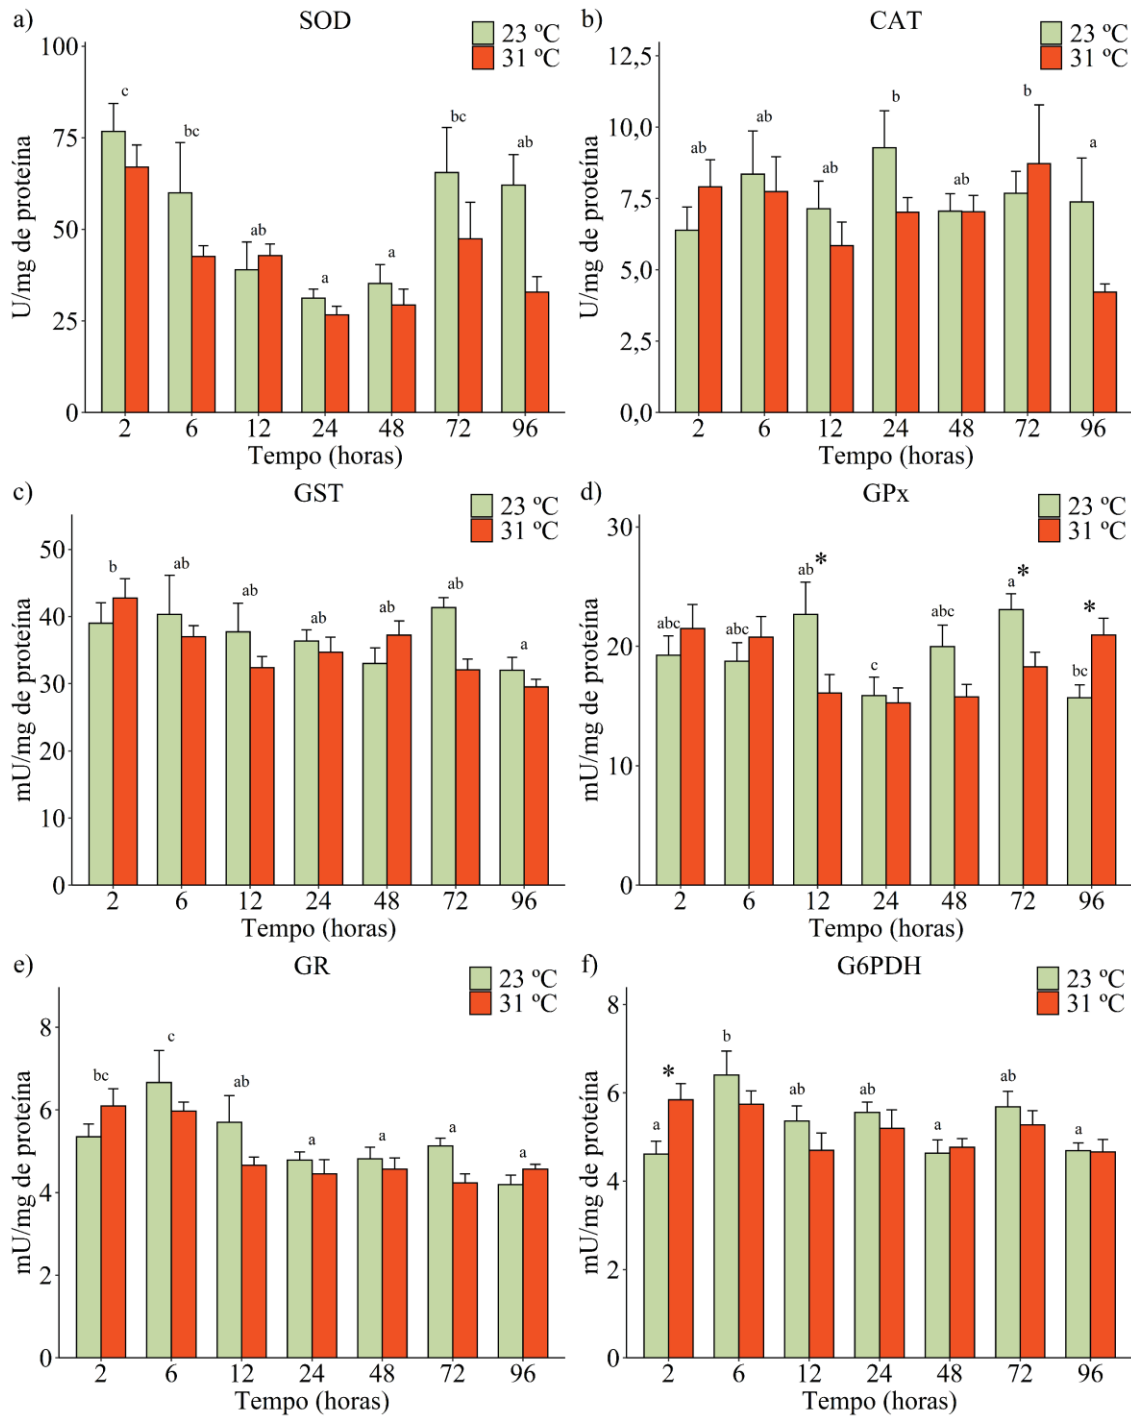 a) SOD
23 ºC
31 ºC
U/mg de proteína
100
75
50
25
0
c bc ab a a bc ab
2 6 12 24 48 72 96
Tempo (horas)
b) CAT
23 ºC
31 ºC
U/mg de proteína
12,5
10,0
7,5
5,0
2,5
0,0
ab ab ab b ab b a
2 6 12 24 48 72 96
Tempo (horas)
c) GST
23 ºC
31 ºC
mU/mg de proteína
50
40
30
20
10
0
b ab ab ab ab ab a
2 6 12 24 48 72 96
Tempo (horas)
d) GPx
23 ºC
31 ºC
mU/mg de proteína
30
20
10
0
abc abc ab * c abc a * bc *
2 6 12 24 48 72 96
Tempo (horas)
e) GR
23 ºC
31 ºC
mU/mg de proteína
8
6
4
2
0
bc c ab a a a a
2 6 12 24 48 72 96
Tempo (horas)
f) G6PDH
23 ºC
31 ºC
mU/mg de proteína
8
6
4
2
0
a * b ab ab a ab a
2 6 12 24 48 72 96
Tempo (horas)